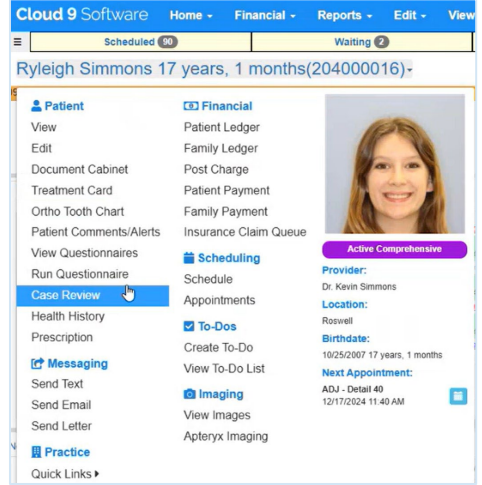 Cloud 9 Software Home Financial Reports Edit View
Scheduled 90 Waiting 2
Ryleigh Simmons 17 years, 1 months(204000016)
Patient
View
Edit
Document Cabinet
Treatment Card
Ortho Tooth Chart
Patient Comments/Alerts
View Questionnaires
Run Questionnaire
Case Review
Health History
Prescription
Messaging
Send Text
Send Email
Send Letter
Practice
Quick Links
Financial
Patient Ledger
Family Ledger
Post Charge
Patient Payment
Family Payment
Insurance Claim Queue
Scheduling
Schedule
Appointments
To-Dos
Create To-Do
View To-Do List
Imaging
View Images
Apteryx Imaging
Active Comprehensive
Provider:
Dr. Kevin Simmons
Location:
Roswell
Birthdate:
10/25/2007 17 years, 1 months
Next Appointment:
ADJ - Detail 40
12/17/2024 11:40 AM